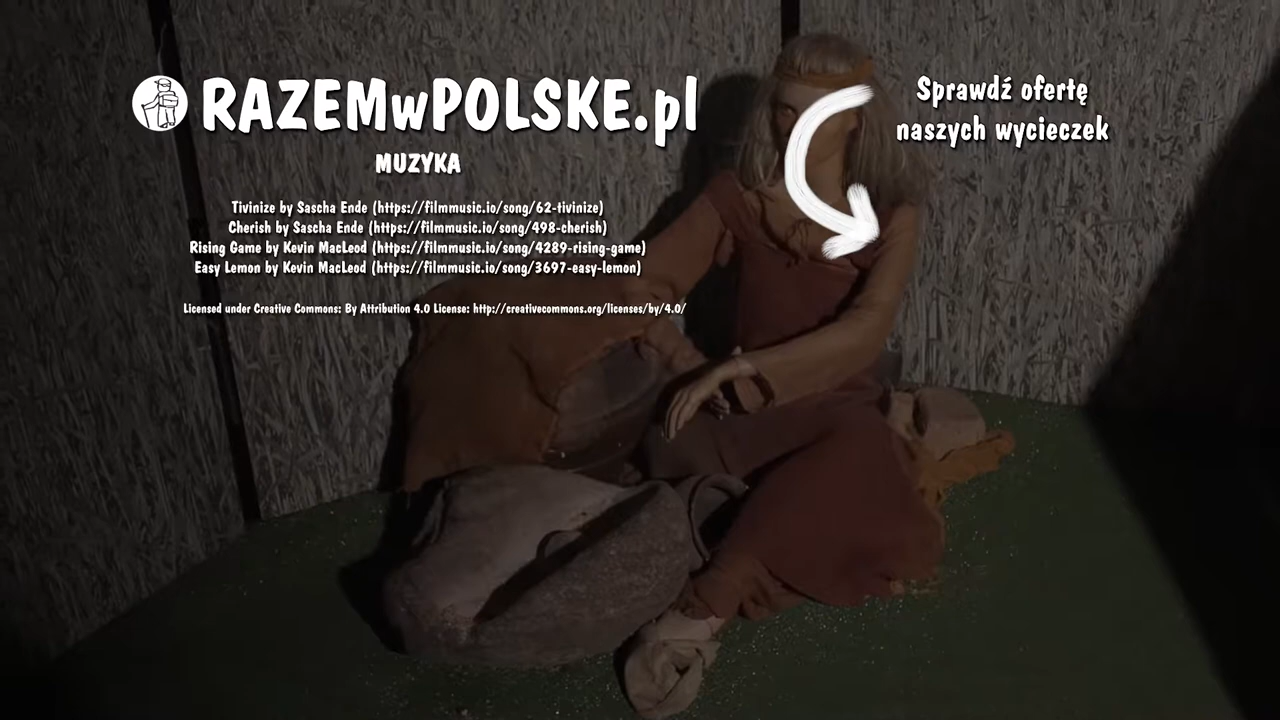 RAZEMwPOLSKE.pl
MUZYKA
Tivinize by Sascha Ende (https://filmmusic.io/song/62-tivinize)
Cherish by Sascha Ende (https://filmmusic.io/song/498-cherish)
Rising Game by Kevin MacLeod (https://filmmusic.io/song/4289-rising-game)
Easy Lemon by Kevin MacLeod (https://filmmusic.io/song/3697-easy-lemon)
Licensed under Creative Commons: By Attribution 4.0 License: http://creativecommons.org/licenses/by/4.0/
Sprawdź ofertę
naszych wycieczek